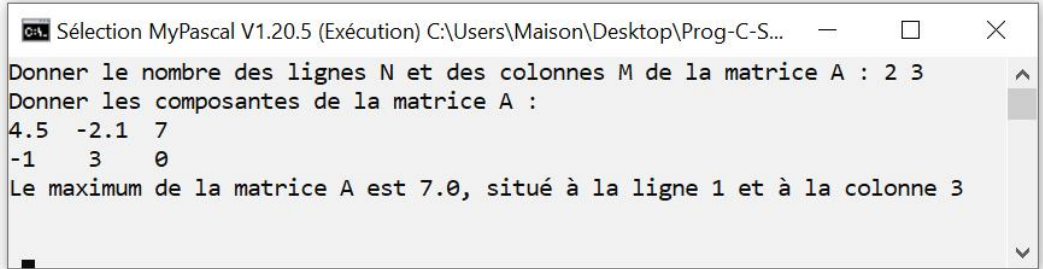 Sélection MyPascal V1.20.5 (Exécution) C:\Users\Maison\Desktop\Prog-C-S...
Donner le nombre des lignes N et des colonnes M de la matrice A : 2 3
Donner les composantes de la matrice A :
4.5  -2.1  7
-1    3    0
Le maximum de la matrice A est 7.0, situé à la ligne 1 et à la colonne 3